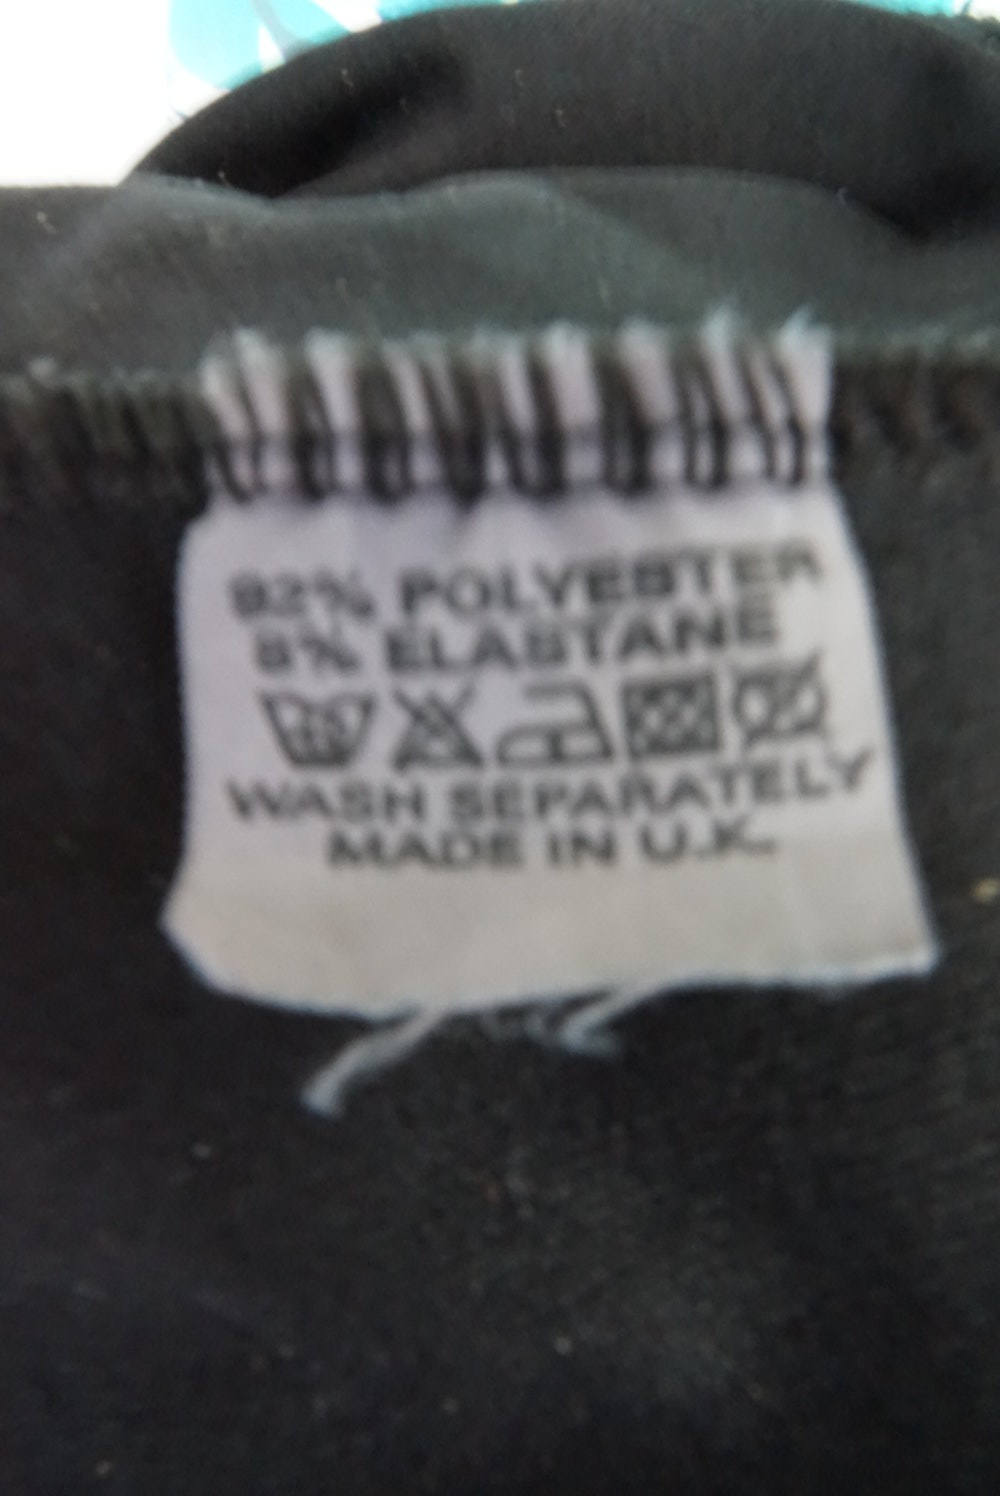 92% POLYESTER
8% ELASTANE
WASH SEPARATELY
MADE IN U.K.